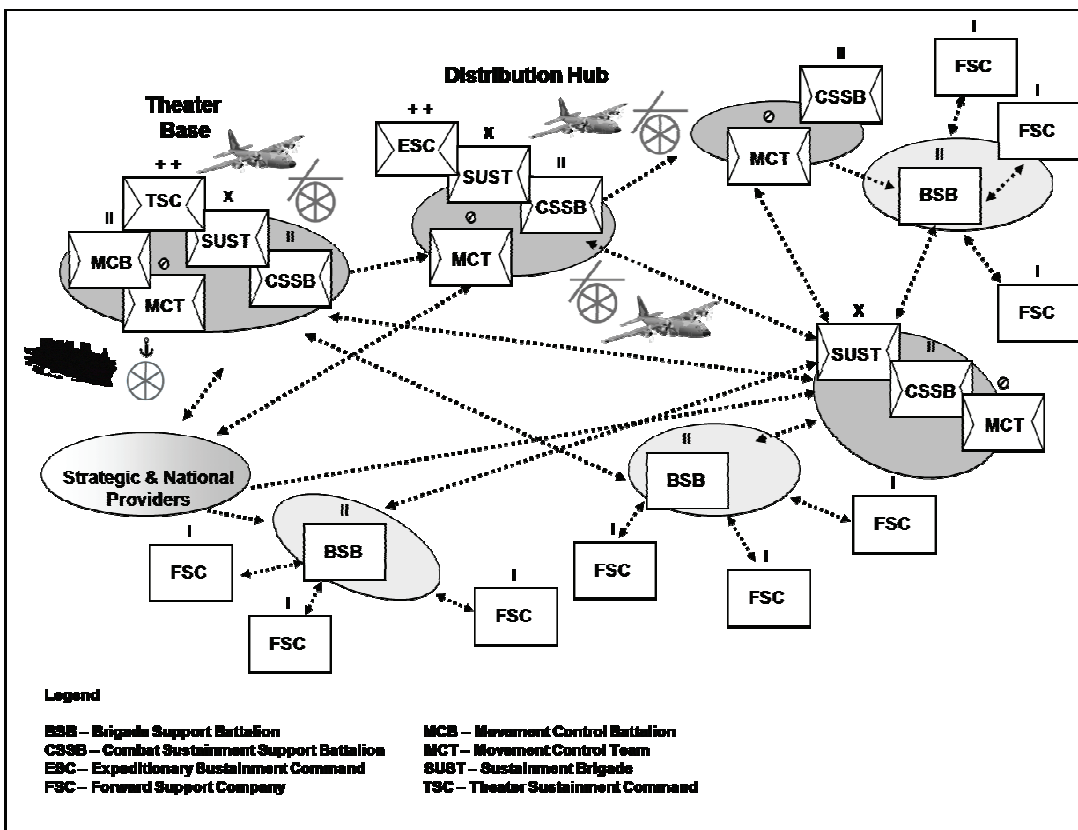 Theater
Base
Distribution Hub
++
TSC
II
MCB
X
SUST
II
CSSB
Ø
MCT
++
ESC
X
SUST
II
CSSB
Ø
MCT
II
CSSB
Ø
MCT
I
FSC
I
FSC
II
BSB
I
FSC
X
SUST
II
CSSB
Ø
MCT
Strategic & National
Providers
II
BSB
I
FSC
I
FSC
I
FSC
II
BSB
I
FSC
I
FSC
I
FSC
Legend
BSB – Brigade Support Battalion
CSSB – Combat Sustainment Support Battalion
ESC – Expeditionary Sustainment Command
FSC – Forward Support Company
MCB – Movement Control Battalion
MCT – Movement Control Team
SUST – Sustainment Brigade
TSC – Theater Sustainment Command